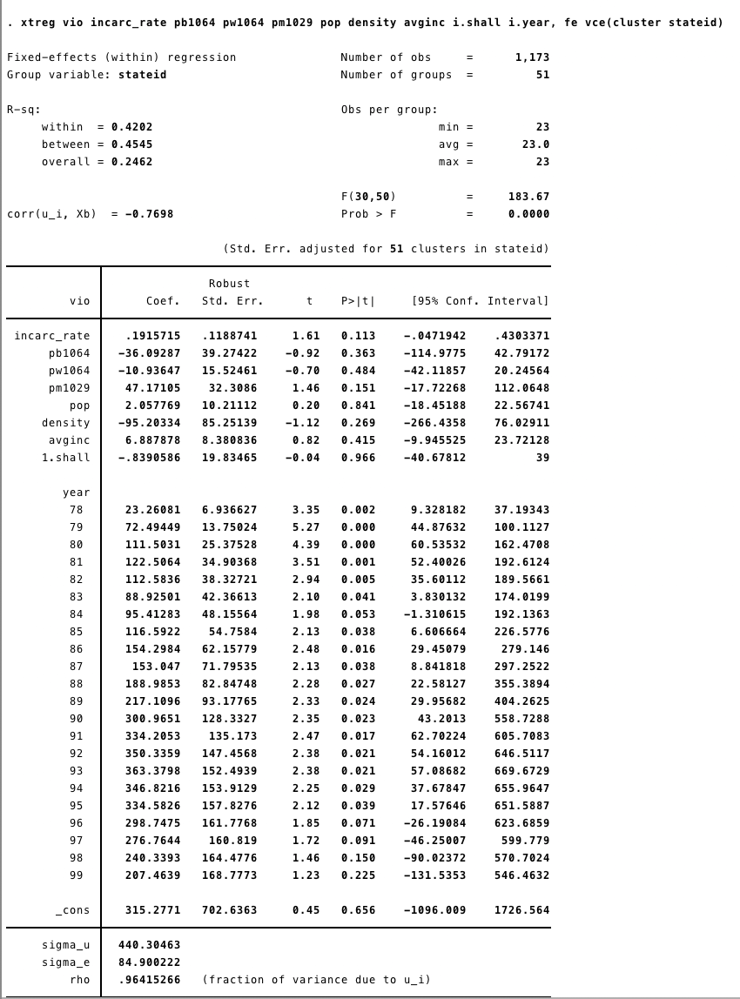 . xtreg vio incarc_rate pb1064 pw1064 pm1029 pop density avginc i.shall i.year, fe vce(cluster stateid)
Fixed-effects (within) regression Number of obs = 1,173
Group variable: stateid Number of groups = 51
R-sq: Obs per group:
within = 0.4202 min = 23
between = 0.4545 avg = 23.0
overall = 0.2462 max = 23
F(30,50) = 183.67
corr(u_i, Xb) = -0.7698 Prob > F = 0.0000
(Std. Err. adjusted for 51 clusters in stateid)
Robust
vio Coef. Std. Err. t P>|t| [95% Conf. Interval]
incarc_rate .1915715 .1188741 1.61 0.113 -.0471942 .4303371
pb1064 -36.09287 39.27422 -0.92 0.363 -114.9775 42.79172
pw1064 -10.93647 15.52461 -0.70 0.484 -42.11857 20.24564
pm1029 47.17105 32.3086 1.46 0.151 -17.72268 112.0648
pop 2.057769 10.21112 0.20 0.841 -18.45188 22.56741
density -95.20334 85.25139 -1.12 0.269 -266.4358 76.02911
avginc 6.887878 8.380836 0.82 0.415 -9.945525 23.72128
1.shall -.8390586 19.83465 -0.04 0.966 -40.67812 39
year
78 23.26081 6.936627 3.35 0.002 9.328182 37.19343
79 72.49449 13.75024 5.27 0.000 44.87632 100.1127
80 111.5031 25.37528 4.39 0.000 60.53532 162.4708
81 122.5064 34.90368 3.51 0.001 52.40026 192.6124
82 112.5836 38.32721 2.94 0.005 35.60112 189.5661
83 88.92501 42.36613 2.10 0.041 3.830132 174.0199
84 95.41283 48.15564 1.98 0.053 -1.310615 192.1363
85 116.5922 54.7584 2.13 0.038 6.606664 226.5776
86 154.2984 62.15779 2.48 0.016 29.45079 279.146
87 153.047 71.79535 2.13 0.038 8.841818 297.2522
88 188.9853 82.84748 2.28 0.027 22.58127 355.3894
89 217.1096 93.17765 2.33 0.024 29.95682 404.2625
90 300.9651 128.3327 2.35 0.023 43.2013 558.7288
91 334.2053 135.173 2.47 0.017 62.70224 605.7083
92 350.3359 147.4568 2.38 0.021 54.16012 646.5117
93 363.3798 152.4939 2.38 0.021 57.08682 669.6729
94 346.8216 153.9129 2.25 0.029 37.67847 655.9647
95 334.5826 157.8276 2.12 0.039 17.57646 651.5887
96 298.7475 161.7768 1.85 0.071 -26.19084 623.6859
97 276.7644 160.819 1.72 0.091 -46.25007 599.779
98 240.3393 164.4776 1.46 0.150 -90.02372 570.7024
99 207.4639 168.7773 1.23 0.225 -131.5353 546.4632
_cons 315.2771 702.6363 0.45 0.656 -1096.009 1726.564
sigma_u 440.30463
sigma_e 84.900222
rho .96415266 (fraction of variance due to u_i)